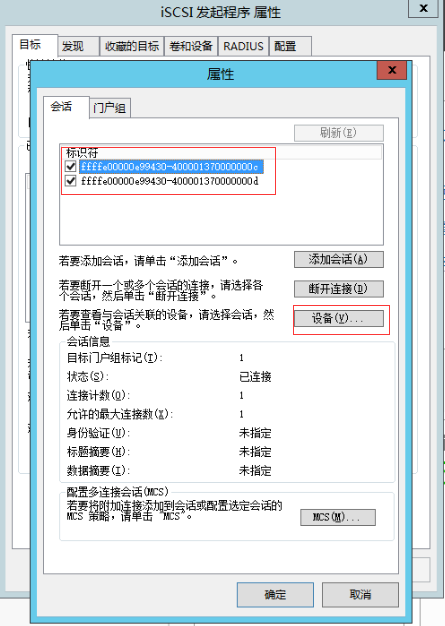 iSCSI 发起程序 属性
x
目标 发现 收藏的目标 卷和设备 RADIUS 配置
属性
x
会话 门户组
刷新(E)
标识符
ffffe00000e99430-400001370000000c
ffffe00000e99430-400001370000000d
若要添加会话，请单击“添加会话”。
添加会话(A)
若要断开一个或多个会话的连接，请选择各
个会话，然后单击“断开连接”。
断开连接(D)
若要查看与会话关联的设备，请选择会话，然
后单击“设备”。
设备(V)...
会话信息
目标门户组标记(T): 1
状态(S): 已连接
连接计数(O): 1
允许的最大连接数(X): 1
身份验证(U): 未指定
标题摘要(H): 未指定
数据摘要(I): 未指定
配置多连接会话(MCS)
若要将附加连接添加到会话或配置选定会话的
MCS 策略，请单击 "MCS"。
MCS(M)...
确定 取消